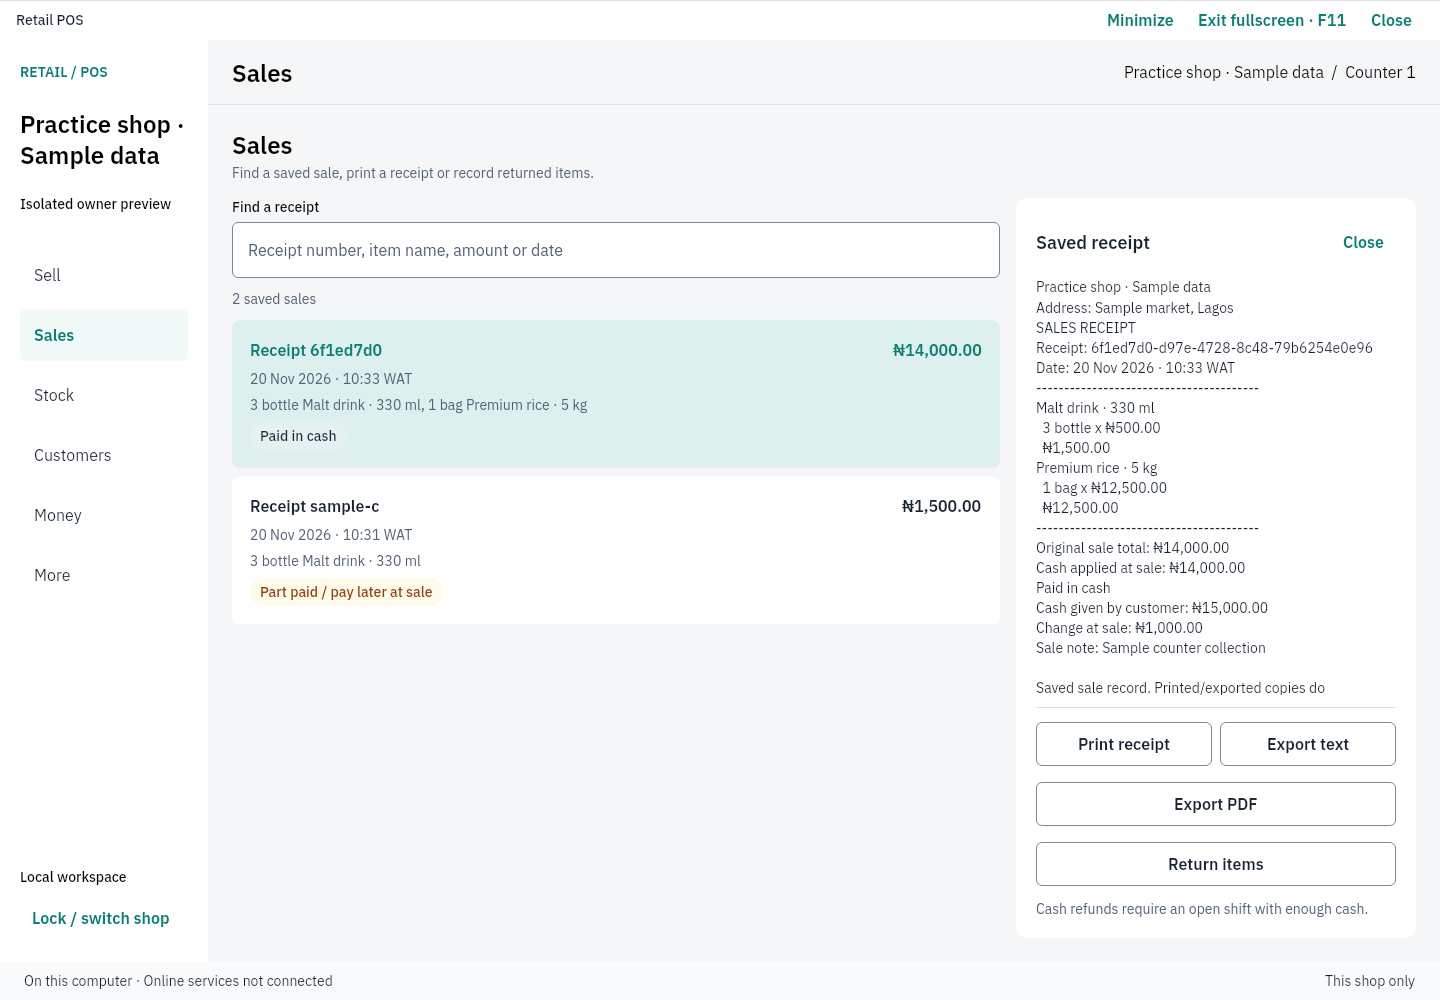 Retail POS
Minimize
Exit fullscreen · F11
Close
RETAIL / POS
Practice shop ·
Sample data
Isolated owner preview
Sell
Sales
Stock
Customers
Money
More
Local workspace
Lock / switch shop
Sales
Practice shop · Sample data / Counter 1
Sales
Find a saved sale, print a receipt or record returned items.
Find a receipt
Receipt number, item name, amount or date
2 saved sales
Receipt 6f1ed7d0
₦14,000.00
20 Nov 2026 · 10:33 WAT
3 bottle Malt drink · 330 ml, 1 bag Premium rice · 5 kg
Paid in cash
Receipt sample-c
₦1,500.00
20 Nov 2026 · 10:31 WAT
3 bottle Malt drink · 330 ml
Part paid / pay later at sale
Saved receipt
Close
Practice shop · Sample data
Address: Sample market, Lagos
SALES RECEIPT
Receipt: 6f1ed7d0-d97e-4728-8c48-79b6254e0e96
Date: 20 Nov 2026 · 10:33 WAT
----------------------------------------
Malt drink · 330 ml
3 bottle x ₦500.00
₦1,500.00
Premium rice · 5 kg
1 bag x ₦12,500.00
₦12,500.00
----------------------------------------
Original sale total: ₦14,000.00
Cash applied at sale: ₦14,000.00
Paid in cash
Cash given by customer: ₦15,000.00
Change at sale: ₦1,000.00
Sale note: Sample counter collection
Saved sale record. Printed/exported copies do
Print receipt
Export text
Export PDF
Return items
Cash refunds require an open shift with enough cash.
On this computer · Online services not connected
This shop only